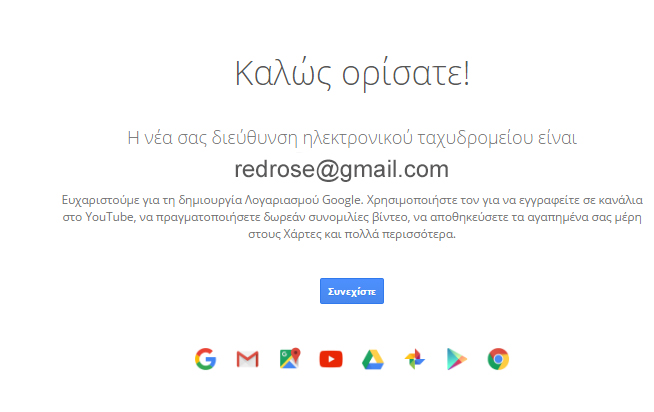 Καλώς ορίσατε!
Η νέα σας διεύθυνση ηλεκτρονικού ταχυδρομείου είναι
redrose@gmail.com
Ευχαριστούμε για τη δημιουργία Λογαριασμού Google. Χρησιμοποιήστε τον για να εγγραφείτε σε κανάλια
στο YouTube, να πραγματοποιήσετε δωρεάν συνομιλίες βίντεο, να αποθηκεύσετε τα αγαπημένα σας μέρη
στους Χάρτες και πολλά περισσότερα.
Συνεχίστε